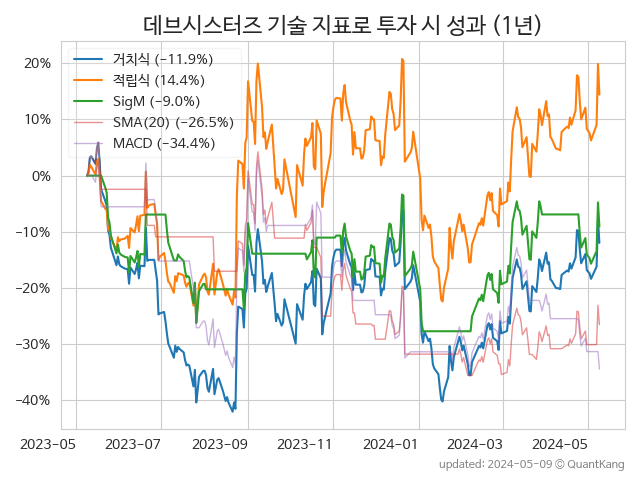 데브시스터즈 기술 지표로 투자 시 성과 (1년)
거치식 (−11.9%)
적립식 (14.4%)
SigM (−9.0%)
SMA(20) (−26.5%)
MACD (−34.4%)
20%
10%
0%
−10%
−20%
−30%
−40%
2023-05 2023-07 2023-09 2023-11 2024-01 2024-03 2024-05
updated: 2024-05-09 © QuantKang